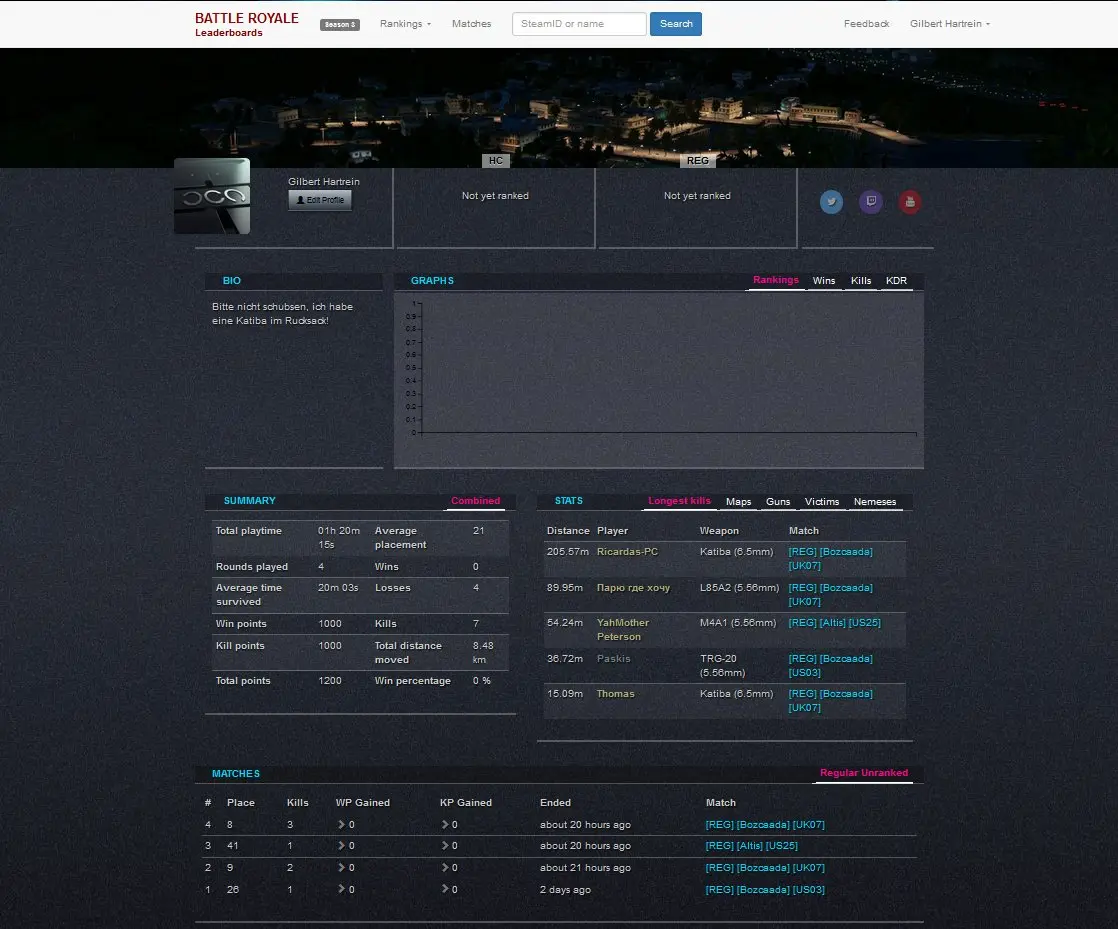 BATTLE ROYALE
Leaderboards
Season 3
Rankings
Matches
SteamID or name
Search
Feedback
Gilbert Hartrein
HC
REG
Gilbert Hartrein
Edit Profile
Not yet ranked
Not yet ranked
BIO
Bitte nicht schubsen, ich habe
eine Katiba im Rucksack!
GRAPHS
Rankings Wins Kills KDR
1
0.9
0.8
0.7
0.6
0.5
0.4
0.3
0.2
0.1
0
SUMMARY
Combined
Total playtime 01h 20m Average 21
15s placement
Rounds played 4 Wins 0
Average time 20m 03s Losses 4
survived
Win points 1000 Kills 7
Kill points 1000 Total distance 8.48
moved km
Total points 1200 Win percentage 0 %
STATS
Longest kills Maps Guns Victims Nemeses
Distance Player Weapon Match
205.57m Ricardas-PC Katiba (6.5mm) [REG] [Bozcaada]
[UK07]
89.95m Парю где хочу L85A2 (5.56mm) [REG] [Bozcaada]
[UK07]
54.24m YahMother M4A1 (5.56mm) [REG] [Altis] [US25]
Peterson
36.72m Paskis TRG-20 [REG] [Bozcaada]
(5.56mm) [US03]
15.09m Thomas Katiba (6.5mm) [REG] [Bozcaada]
[UK07]
MATCHES
Regular Unranked
# Place Kills WP Gained KP Gained Ended Match
4 8 3 0 0 about 20 hours ago [REG] [Bozcaada] [UK07]
3 41 1 0 0 about 20 hours ago [REG] [Altis] [US25]
2 9 2 0 0 about 21 hours ago [REG] [Bozcaada] [UK07]
1 26 1 0 0 2 days ago [REG] [Bozcaada] [US03]